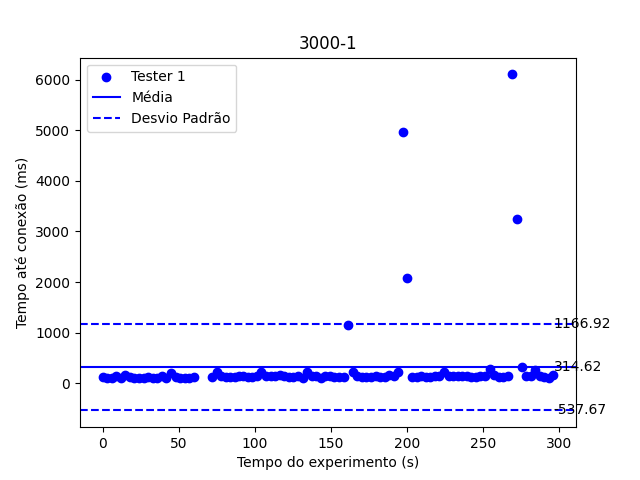 3000-1
Tester 1
Média
Desvio Padrão
Tempo até conexão (ms)
6000
5000
4000
3000
2000
1000
0
1166.92
314.62
-537.67
0 50 100 150 200 250 300
Tempo do experimento (s)